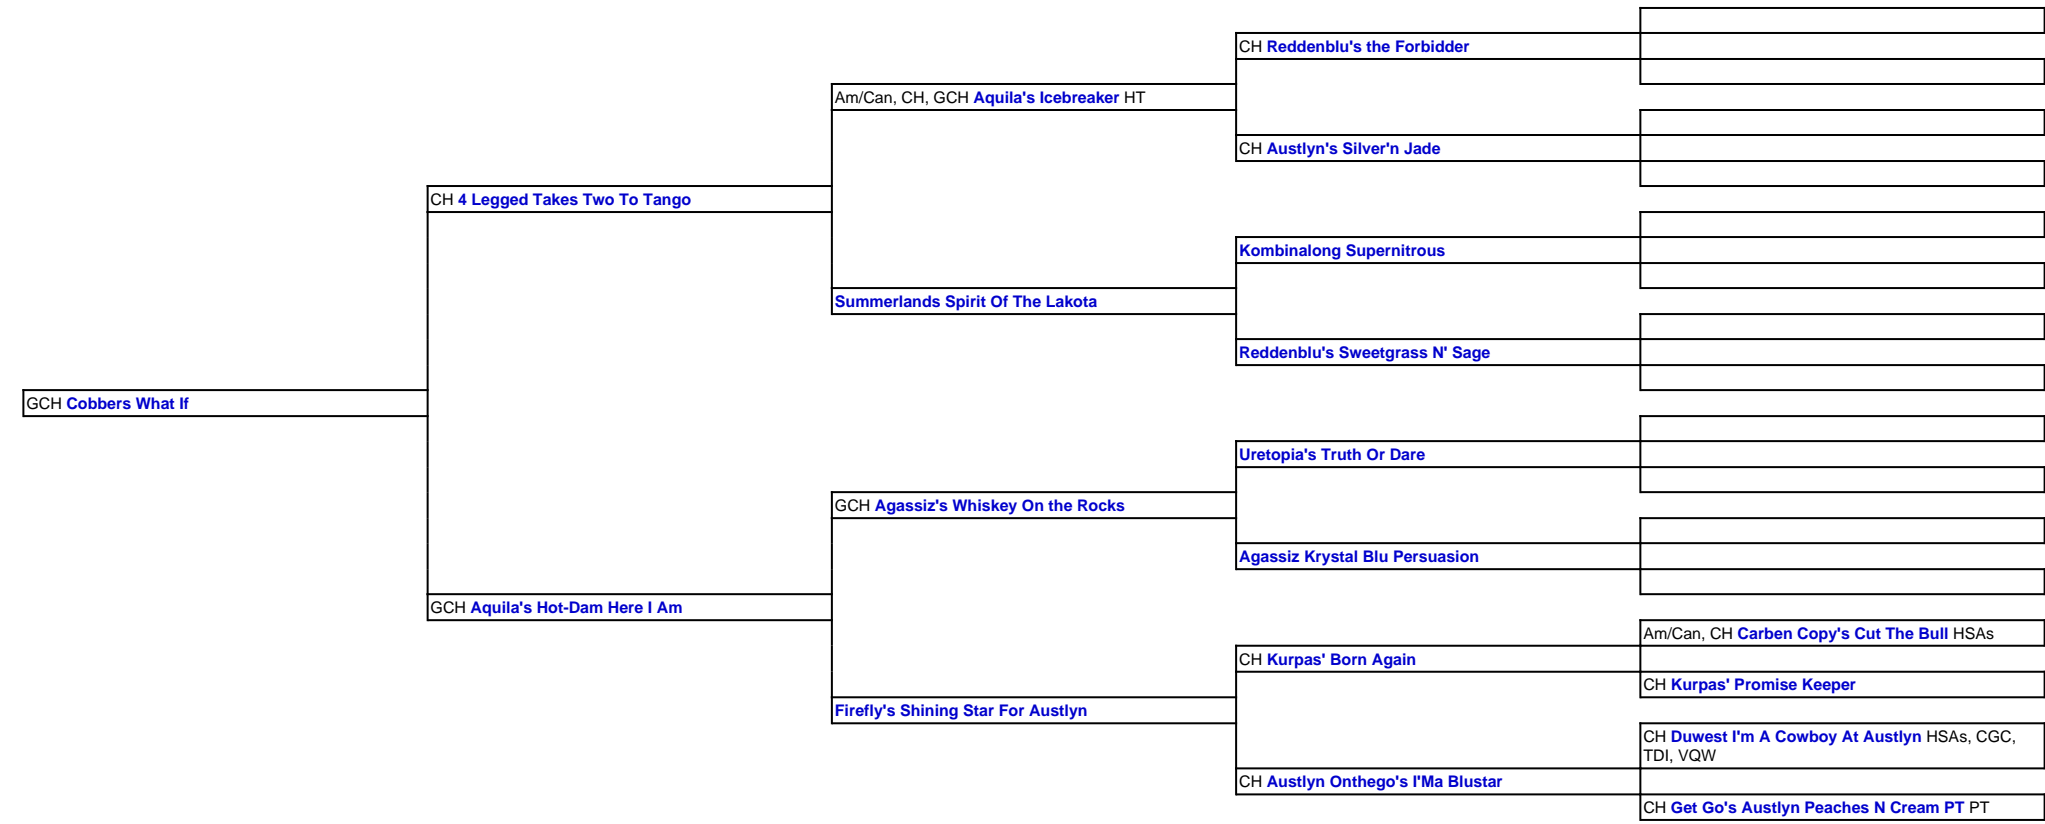 CH Reddenblu's the Forbidder
Am/Can, CH, GCH Aquila's Icebreaker HT
CH Austlyn's Silver'n Jade
CH 4 Legged Takes Two To Tango
Kombinalong Supernitrous
Summerlands Spirit Of The Lakota
Reddenblu's Sweetgrass N' Sage
GCH Cobbers What If
Uretopia's Truth Or Dare
GCH Agassiz's Whiskey On the Rocks
Agassiz Krystal Blu Persuasion
GCH Aquila's Hot-Dam Here I Am
Am/Can, CH Carben Copy's Cut The Bull HSAs
CH Kurpas' Born Again
CH Kurpas' Promise Keeper
Firefly's Shining Star For Austlyn
CH Duwest I'm A Cowboy At Austlyn HSAs, CGC,
TDI, VQW
CH Austlyn Onthego's I'Ma Blustar
CH Get Go's Austlyn Peaches N Cream PT PT